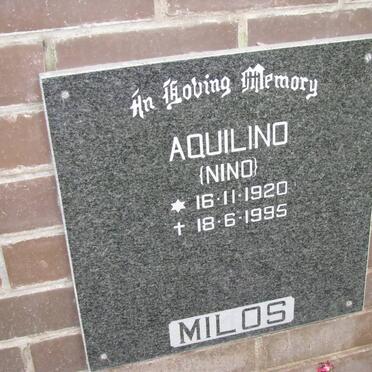 In Loving Memory
AQUILINO
(NINO)
* 16·11·1920
† 18·6·1995
MILOS